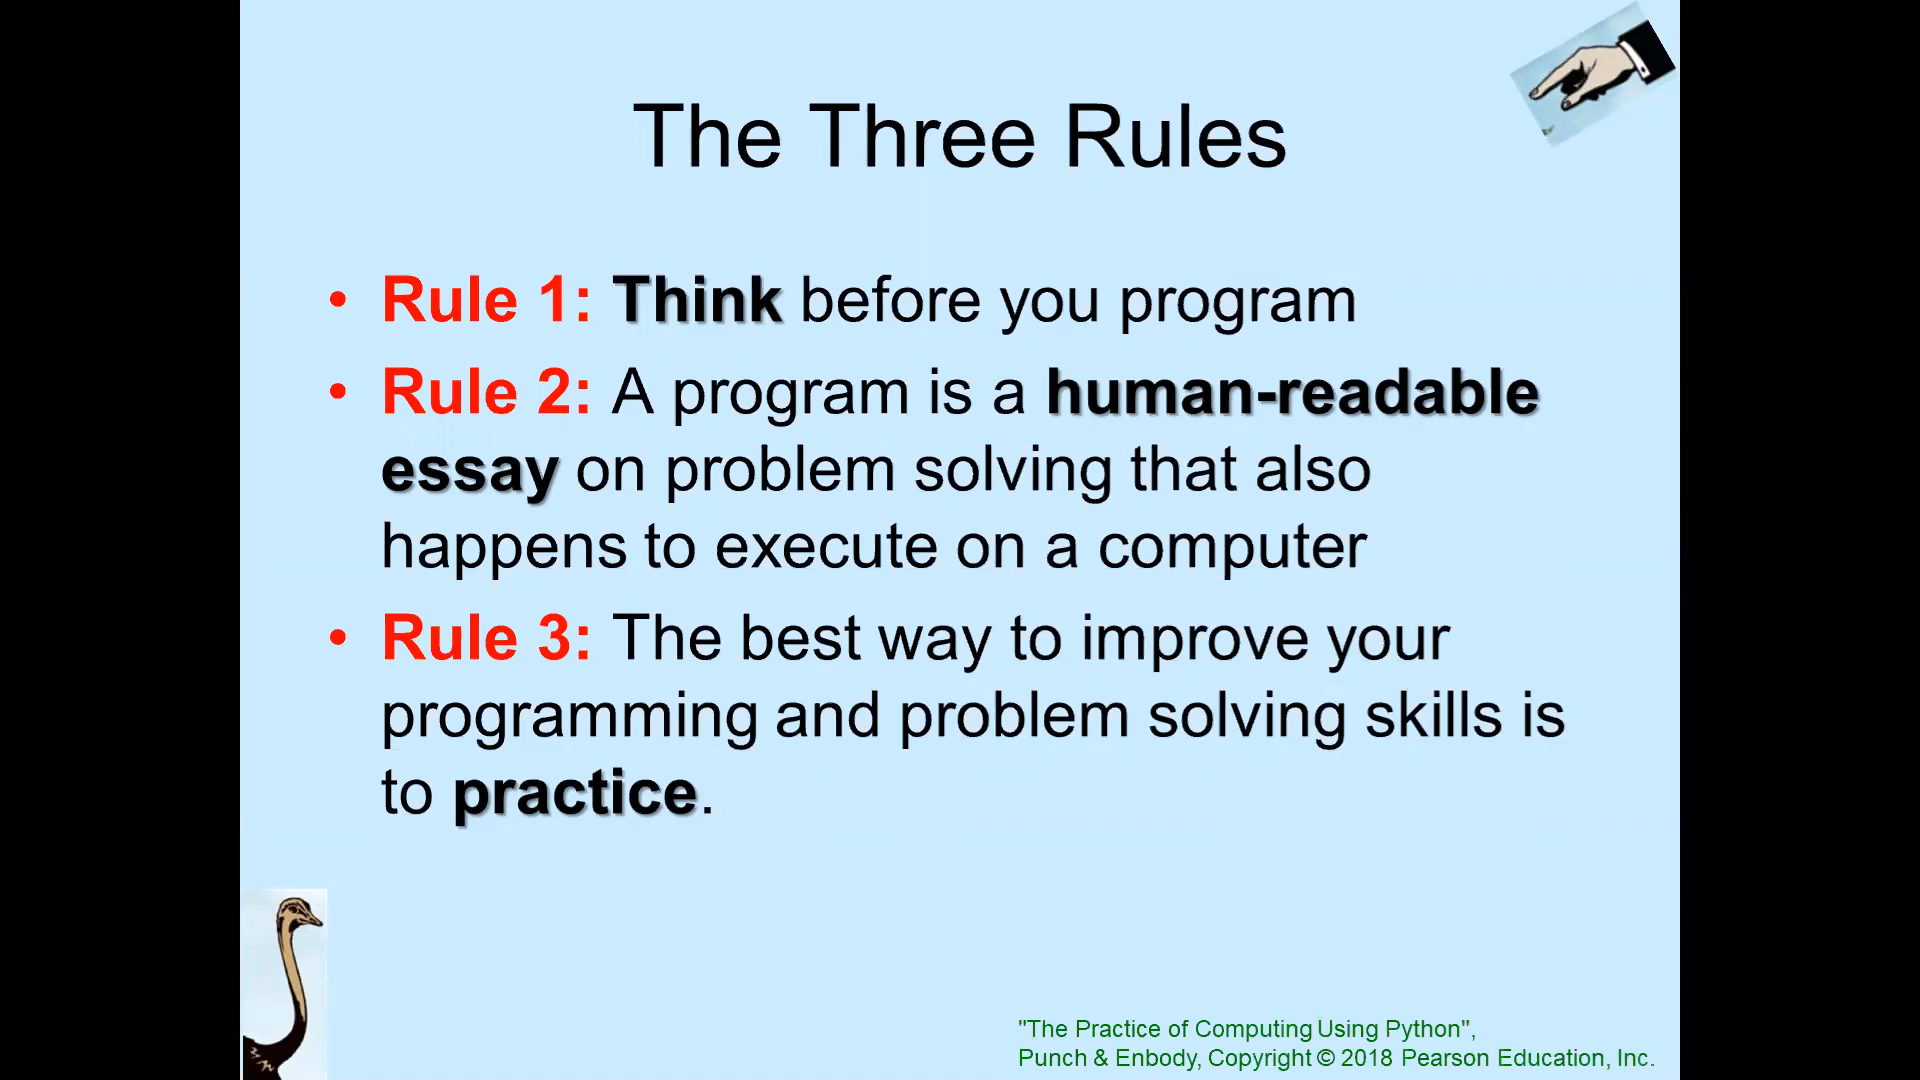 The Three Rules
• Rule 1: Think before you program
• Rule 2: A program is a human-readable
essay on problem solving that also
happens to execute on a computer
• Rule 3: The best way to improve your
programming and problem solving skills is
to practice.
"The Practice of Computing Using Python",
Punch & Enbody, Copyright © 2018 Pearson Education, Inc.